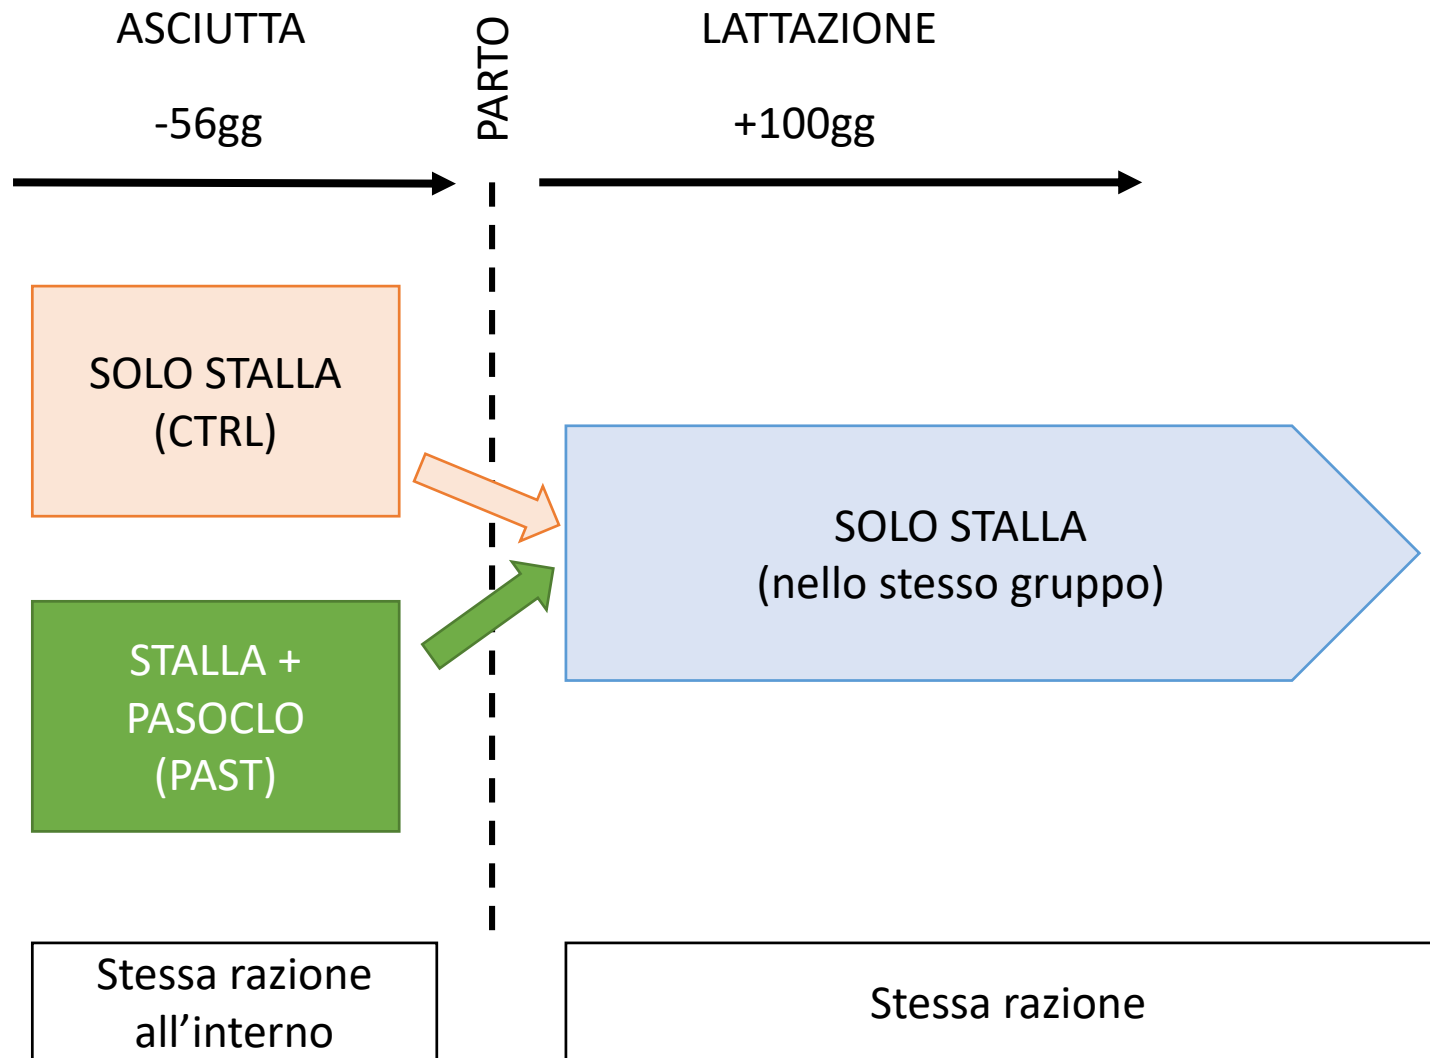 ASCIUTTA
-56gg
PARTO
LATTAZIONE
+100gg
SOLO STALLA
(CTRL)
STALLA +
PASOCLO
(PAST)
SOLO STALLA
(nello stesso gruppo)
Stessa razione
all’interno
Stessa razione